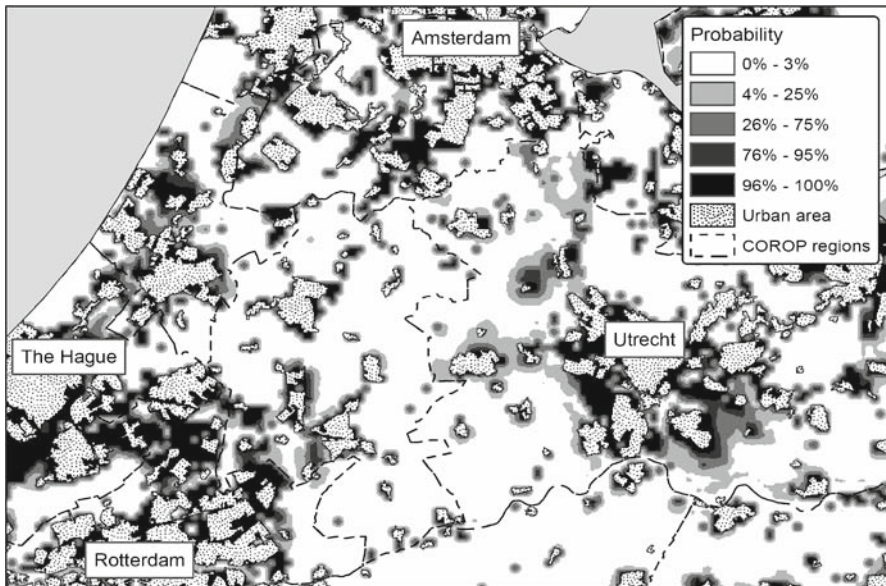 Amsterdam
Probability
0% - 3%
4% - 25%
26% - 75%
76% - 95%
96% - 100%
Urban area
COROP regions
Utrecht
The Hague
Rotterdam